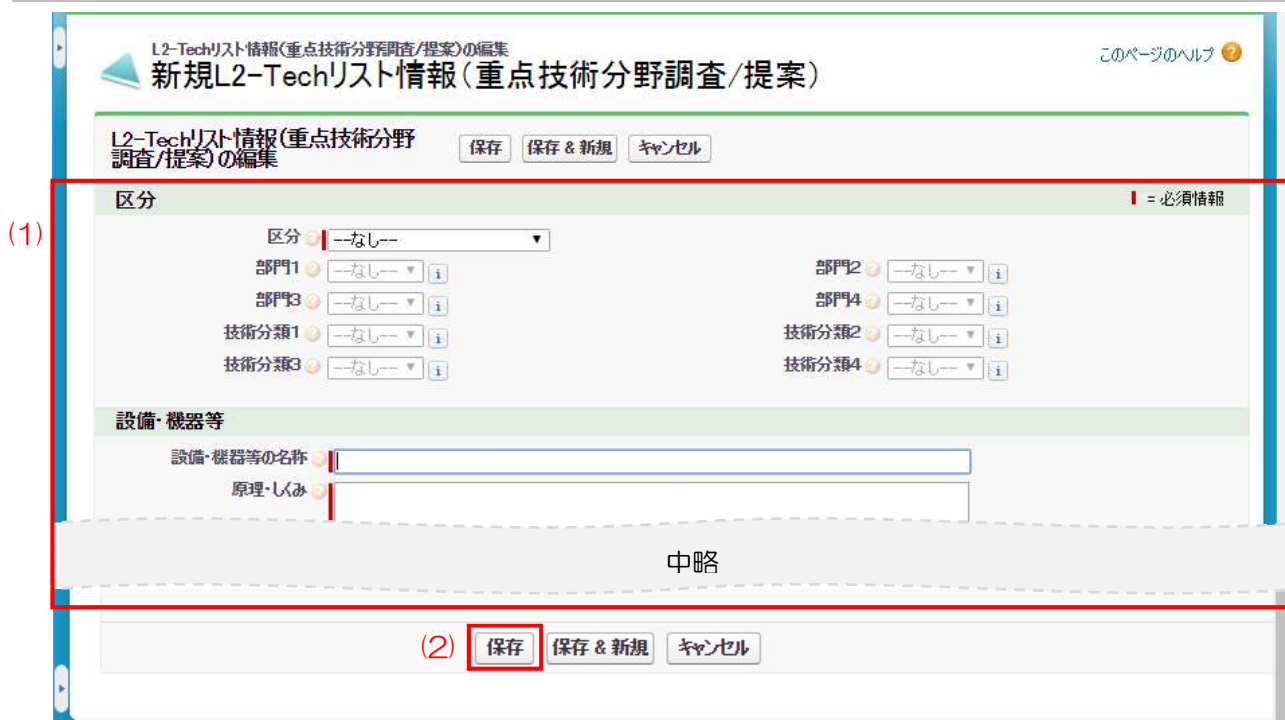 L2-Techリスト情報(重点技術分野調査/提案)の編集
新規L2-Techリスト情報(重点技術分野調査/提案)
このページのヘルプ ?
L2-Techリスト情報(重点技術分野
調査/提案)の編集
保存 保存 & 新規 キャンセル
(1)
区分 = 必須情報
区分 --なし--
部門1 --なし-- i 部門2 --なし-- i
部門3 --なし-- i 部門4 --なし-- i
技術分類1 --なし-- i 技術分類2 --なし-- i
技術分類3 --なし-- i 技術分類4 --なし-- i
設備・機器等
設備・機器等の名称
原理・しくみ
中略
(2) 保存 保存 & 新規 キャンセル